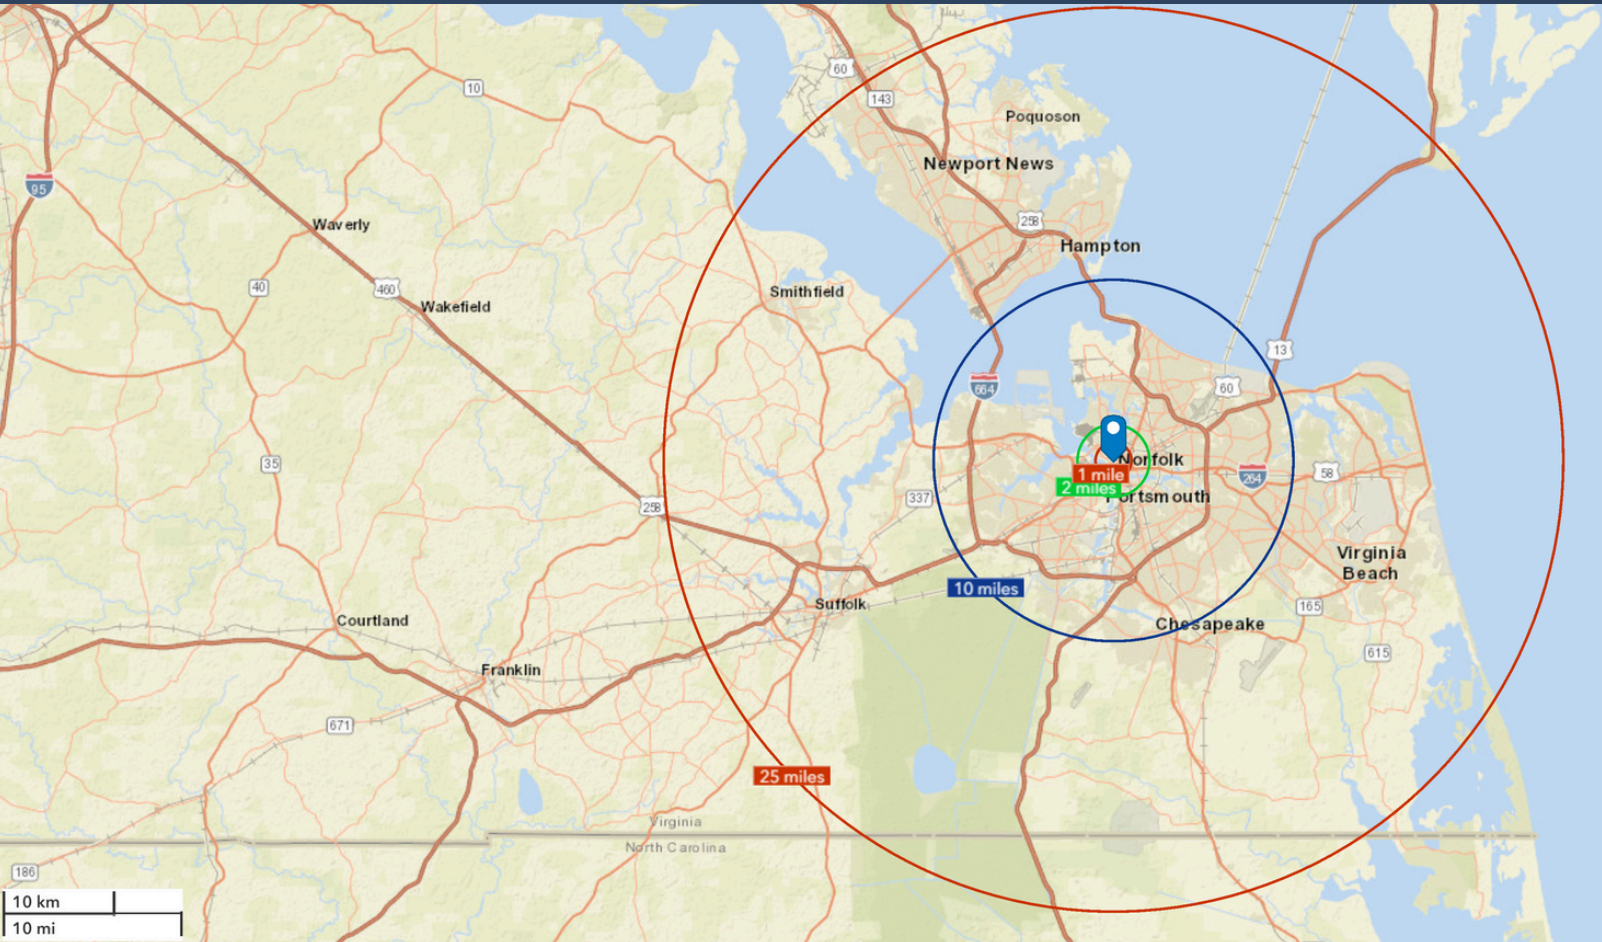 60
10
143
Poquoson
Newport News
95
258
Waverly
Hampton
40
460
Smithfield
Wakefield
13
664
60
Norfolk
35
1 mile
264
58
2 miles
Portsmouth
337
258
Virginia
Beach
10 miles
Suffolk
165
Courtland
Chesapeake
615
Franklin
671
25 miles
Virginia
North Carolina
186
10 km
10 mi